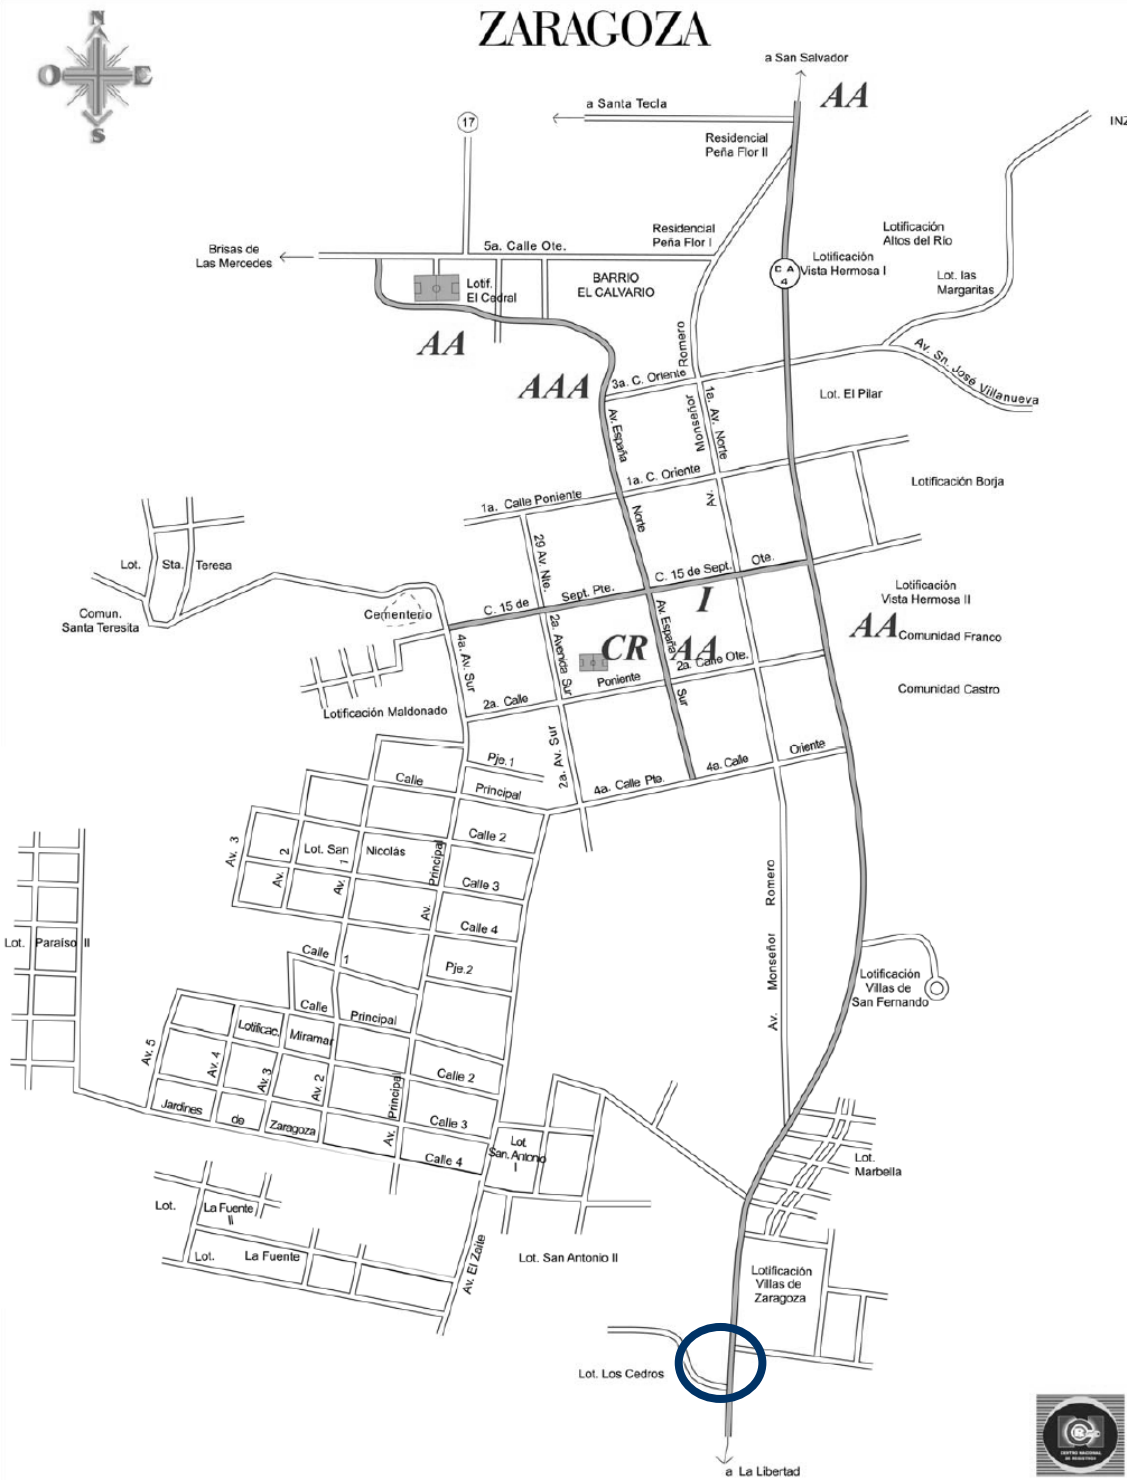 ZARAGOZA
N
O E
S
a San Salvador
AA
a Santa Tecla
Residencial
Peña Flor II
17
INZ
Residencial
Peña Flor I
5a. Calle Ote.
Brisas de
Las Mercedes
Lotificación
Altos del Río
Lotificación
Vista Hermosa I
C A
4
Lot. las
Margaritas
BARRIO
EL CALVARIO
Lotif.
El Cedral
AA
AAA
Romero
3a. C. Oriente
Av. Sn. José Villanueva
Lot. El Pilar
Av. España
Monseñor
1a. Av. Norte
1a. C. Oriente
Av.
1a. Calle Poniente
Norte
Lotificación Borja
29 Av. Nte.
Lot. Sta. Teresa
C. 15 de Sept. Ote.
C. 15 de Sept. Pte.
I
Comun.
Santa Teresita
Cementerio
Lotificación
Vista Hermosa II
AA
Comunidad Franco
4a. Av. Sur
2a. Avenida Sur
Av. España
CR
AA
2a. Calle Ote.
2a. Calle Poniente
Sur
Comunidad Castro
Lotificación Maldonado
2a. Av. Sur
Pje.1
Calle Principal
4a. Calle Pte.
4a. Calle Oriente
Calle 2
Av. 3
2
Av.
Lot. San Nicolás
1
Av.
Principal
Av.
Calle 3
Calle 4
Av. Monseñor Romero
Lot. Paraíso II
Calle 1
Pje.2
Lotificación
Villas de
San Fernando
Calle Principal
Lotificac. Miramar
Av. 5
Av. 4
Av. 3
Av. 2
Av. Principal
Calle 2
Calle 3
Calle 4
Jardines de Zaragoza
Lot.
San. Antonio
I
Lot.
Marbella
Lot. La Fuente
II
Lot. La Fuente
Av. El Zaite
Lot. San Antonio II
Lotificación
Villas de
Zaragoza
Lot. Los Cedros
a La Libertad
CENTRO NACIONAL
DE REGISTROS